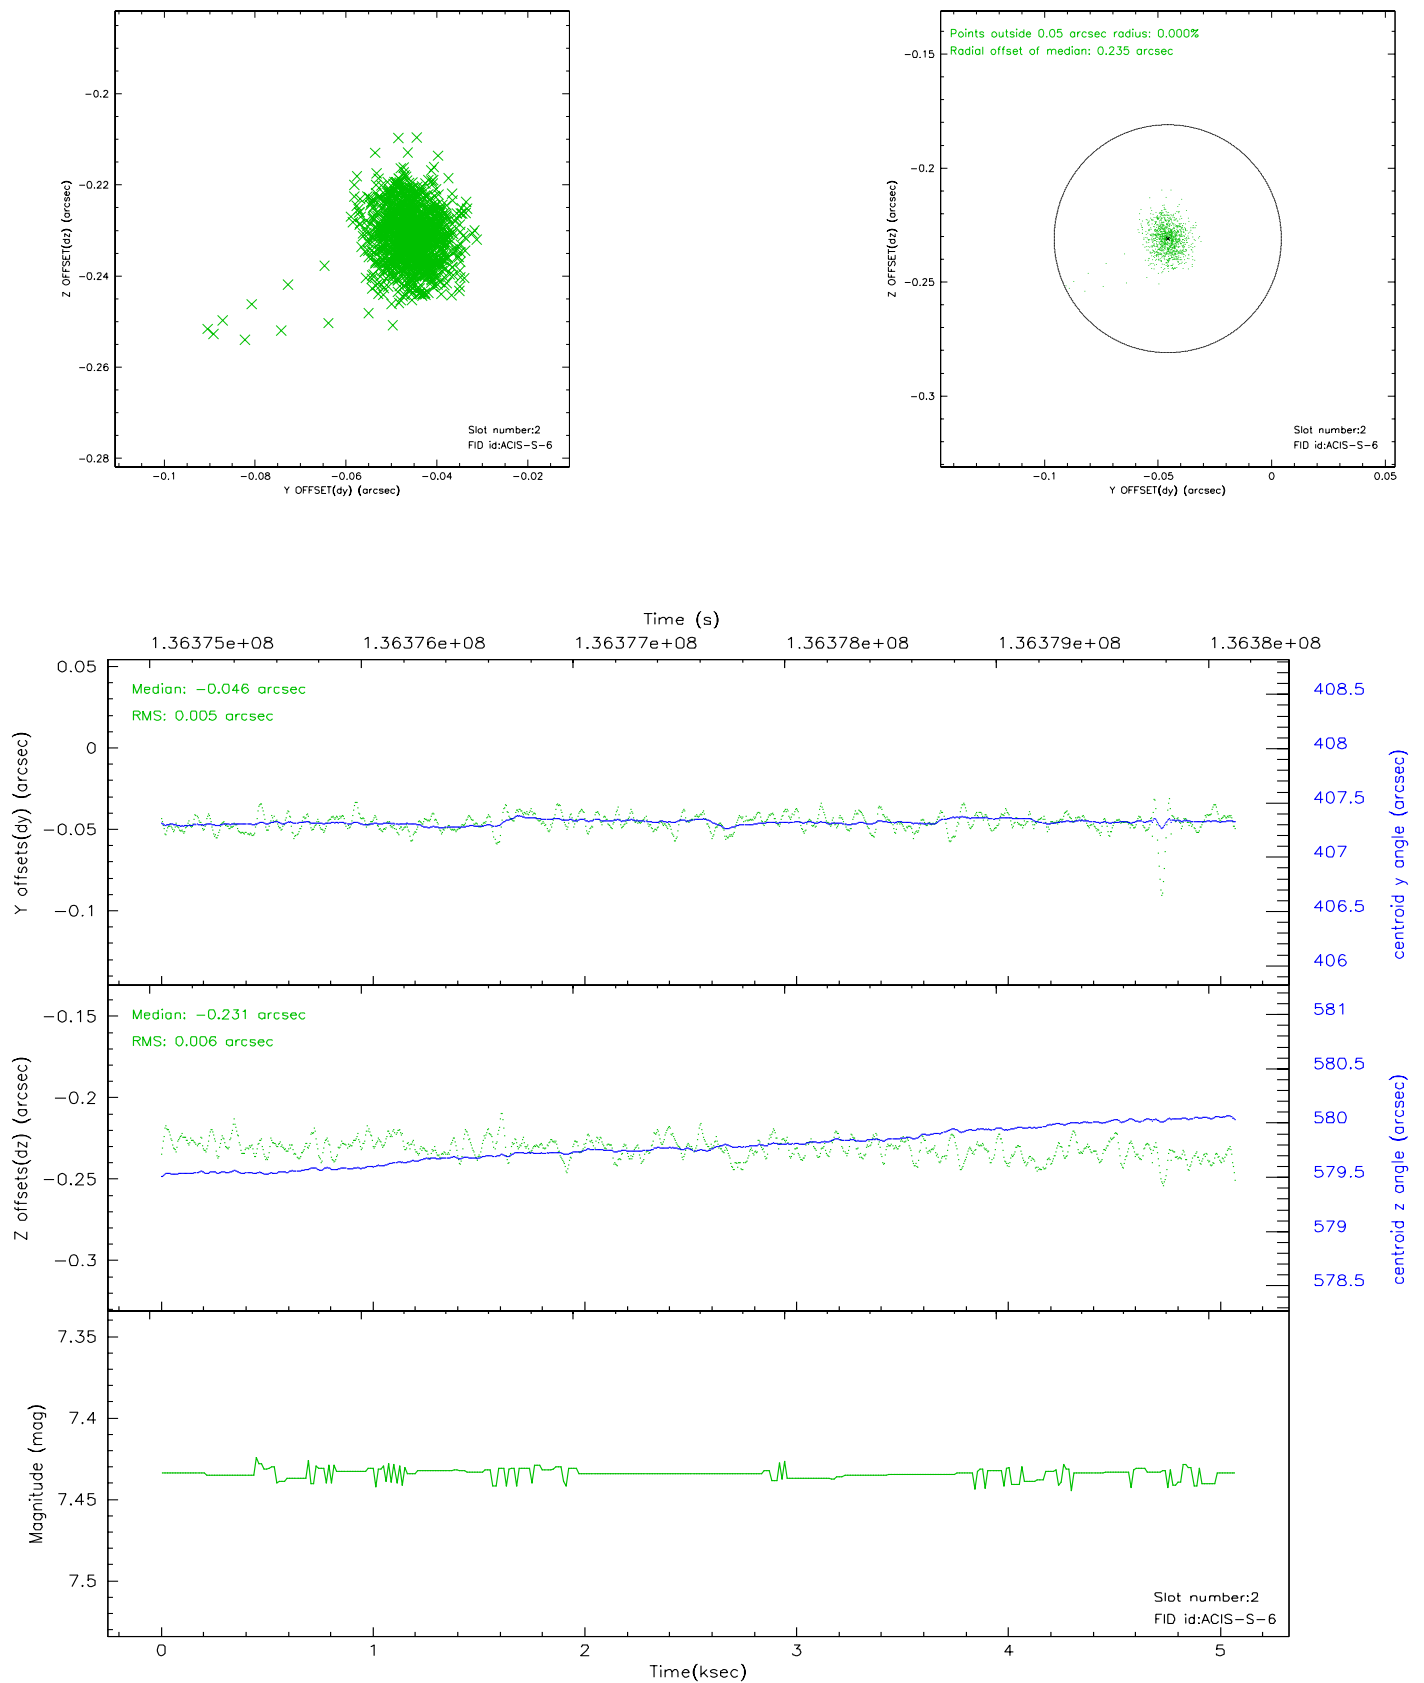 −0.2
−0.22
−0.24
−0.26
−0.28
Z OFFSET(dz) (arcsec)
Slot number:2
FID id:ACIS−S−6
−0.1 −0.08 −0.06 −0.04 −0.02
Y OFFSET(dy) (arcsec)
Points outside 0.05 arcsec radius: 0.000%
Radial offset of median: 0.235 arcsec
−0.15
−0.2
−0.25
−0.3
Z OFFSET(dz) (arcsec)
Slot number:2
FID id:ACIS−S−6
−0.1 −0.05 0 0.05
Y OFFSET(dy) (arcsec)
Time (s)
1.36375e+08 1.36376e+08 1.36377e+08 1.36378e+08 1.36379e+08 1.3638e+08
Median: −0.046 arcsec
RMS: 0.005 arcsec
0.05
0
−0.05
−0.1
Y offsets(dy) (arcsec)
408.5
408
407.5
407
406.5
406
centroid y angle (arcsec)
Median: −0.231 arcsec
RMS: 0.006 arcsec
−0.15
−0.2
−0.25
−0.3
Z offsets(dz) (arcsec)
581
580.5
580
579.5
579
578.5
centroid z angle (arcsec)
7.35
7.4
7.45
7.5
Magnitude (mag)
Slot number:2
FID id:ACIS−S−6
0 1 2 3 4 5
Time(ksec)